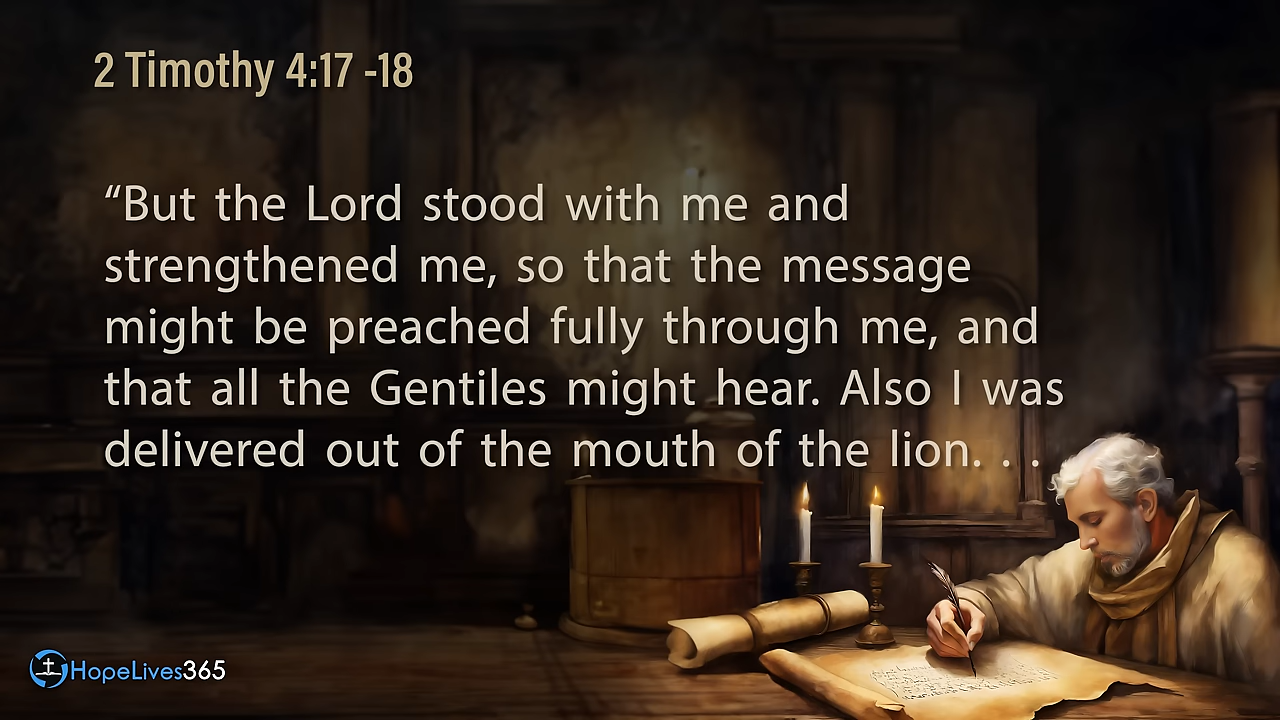 2 Timothy 4:17 -18
“But the Lord stood with me and
strengthened me, so that the message
might be preached fully through me, and
that all the Gentiles might hear. Also I was
delivered out of the mouth of the lion. . .
HopeLives365